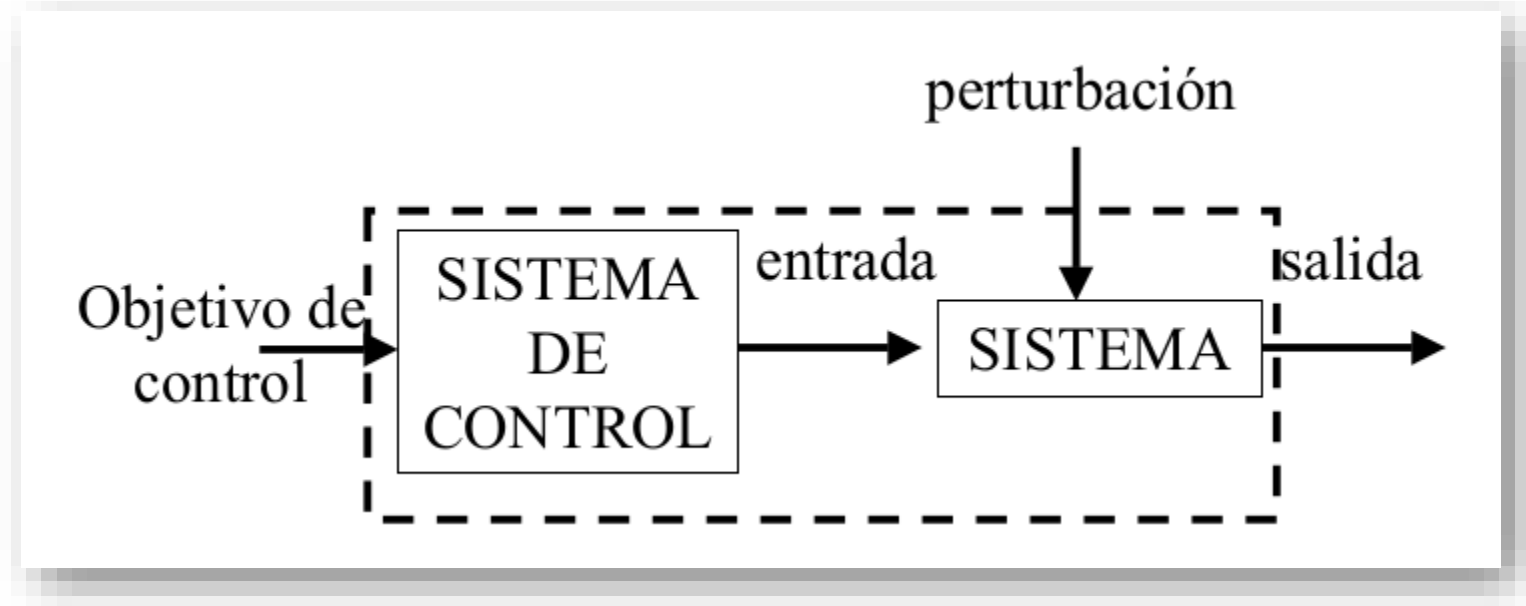 perturbación
Objetivo de
control
SISTEMA
DE
CONTROL
entrada
SISTEMA
salida